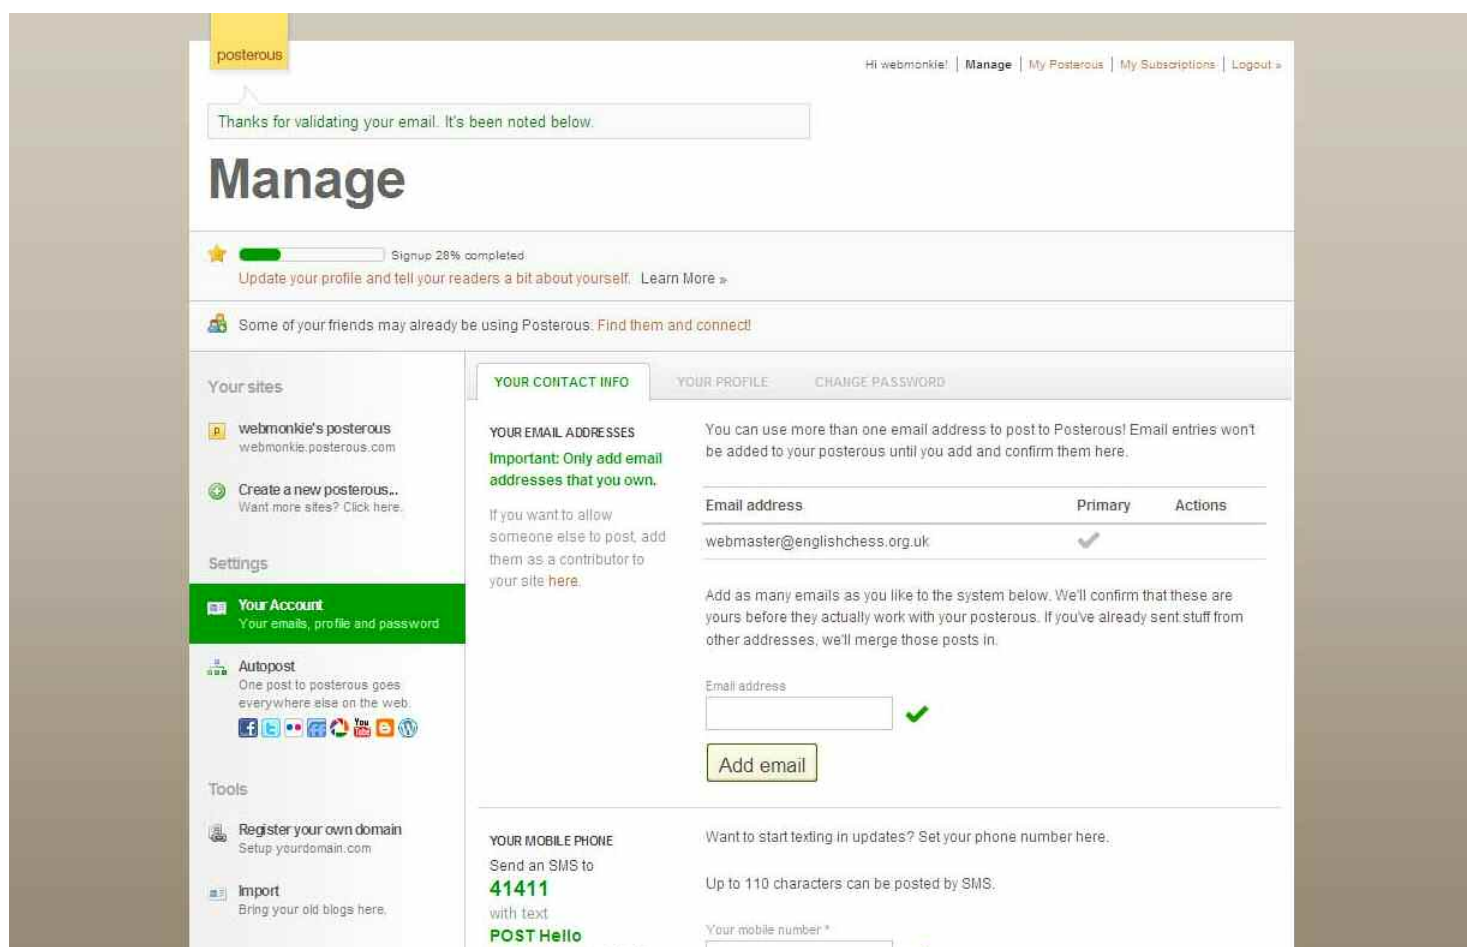 posterous
Hi webmonkie! | Manage | My Posterous | My Subscriptions | Logout »
Thanks for validating your email. It's been noted below.
Manage
Signup 28% completed
Update your profile and tell your readers a bit about yourself. Learn More »
Some of your friends may already be using Posterous. Find them and connect!
Your sites
webmonkie's posterous
webmonkie.posterous.com
Create a new posterous...
Want more sites? Click here.
Settings
Your Account
Your emails, profile and password
Autopost
One post to posterous goes
everywhere else on the web.
You Tube
Tools
Register your own domain
Setup yourdomain.com
Import
Bring your old blogs here.
YOUR CONTACT INFO YOUR PROFILE CHANGE PASSWORD
YOUR EMAIL ADDRESSES
Important: Only add email
addresses that you own.
If you want to allow
someone else to post, add
them as a contributor to
your site here.
You can use more than one email address to post to Posterous! Email entries won't
be added to your posterous until you add and confirm them here.
Email address Primary Actions
webmaster@englishchess.org.uk
Add as many emails as you like to the system below. We'll confirm that these are
yours before they actually work with your posterous. If you've already sent stuff from
other addresses, we'll merge those posts in.
Email address
Add email
YOUR MOBILE PHONE
Send an SMS to
41411
with text
POST Hello
Want to start texting in updates? Set your phone number here.
Up to 110 characters can be posted by SMS.
Your mobile number *